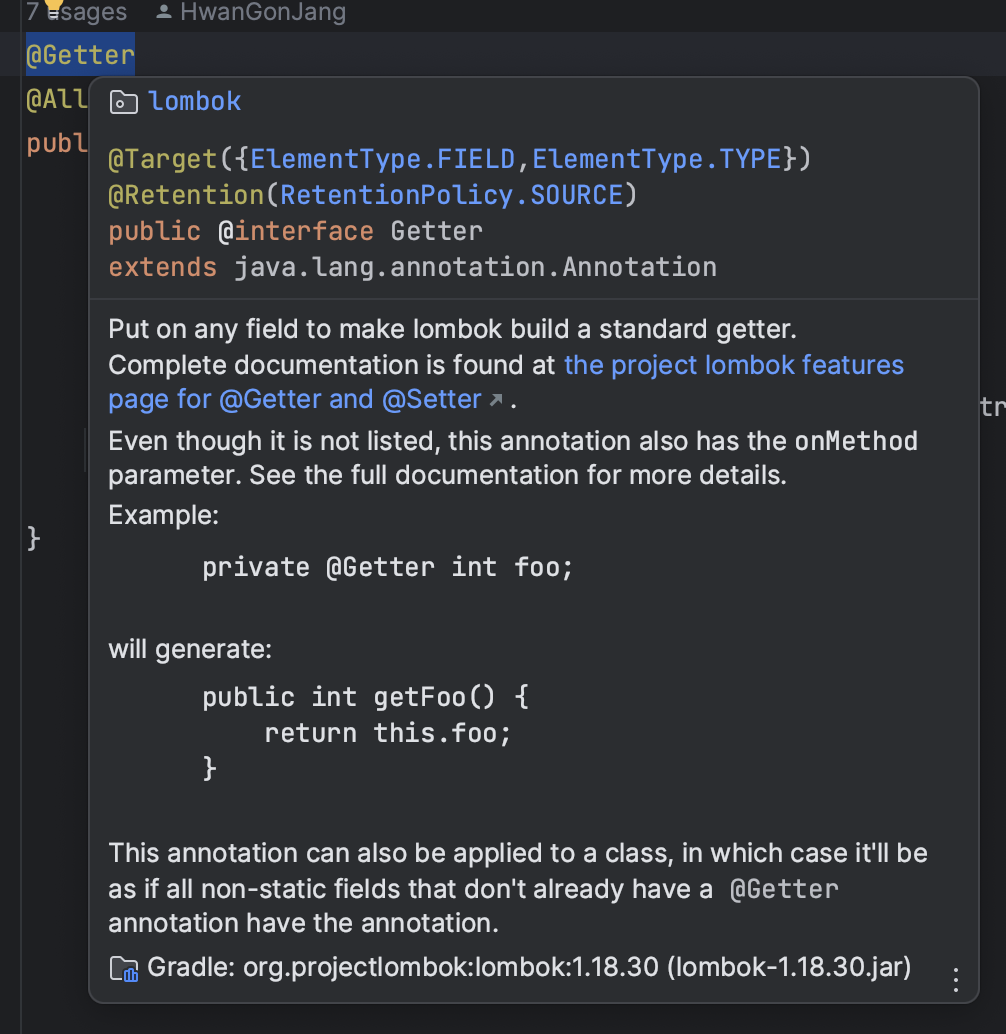 7 usages HwanGonJang
@Getter
@All
publ
lombok
@Target({ElementType.FIELD,ElementType.TYPE})
@Retention(RetentionPolicy.SOURCE)
public @interface Getter
extends java.lang.annotation.Annotation
Put on any field to make lombok build a standard getter.
Complete documentation is found at the project lombok features
page for @Getter and @Setter ↗ .
Even though it is not listed, this annotation also has the onMethod
parameter. See the full documentation for more details.
Example:
private @Getter int foo;
will generate:
public int getFoo() {
return this.foo;
}
This annotation can also be applied to a class, in which case it'll be
as if all non-static fields that don't already have a @Getter
annotation have the annotation.
Gradle: org.projectlombok:lombok:1.18.30 (lombok-1.18.30.jar)
tr
}